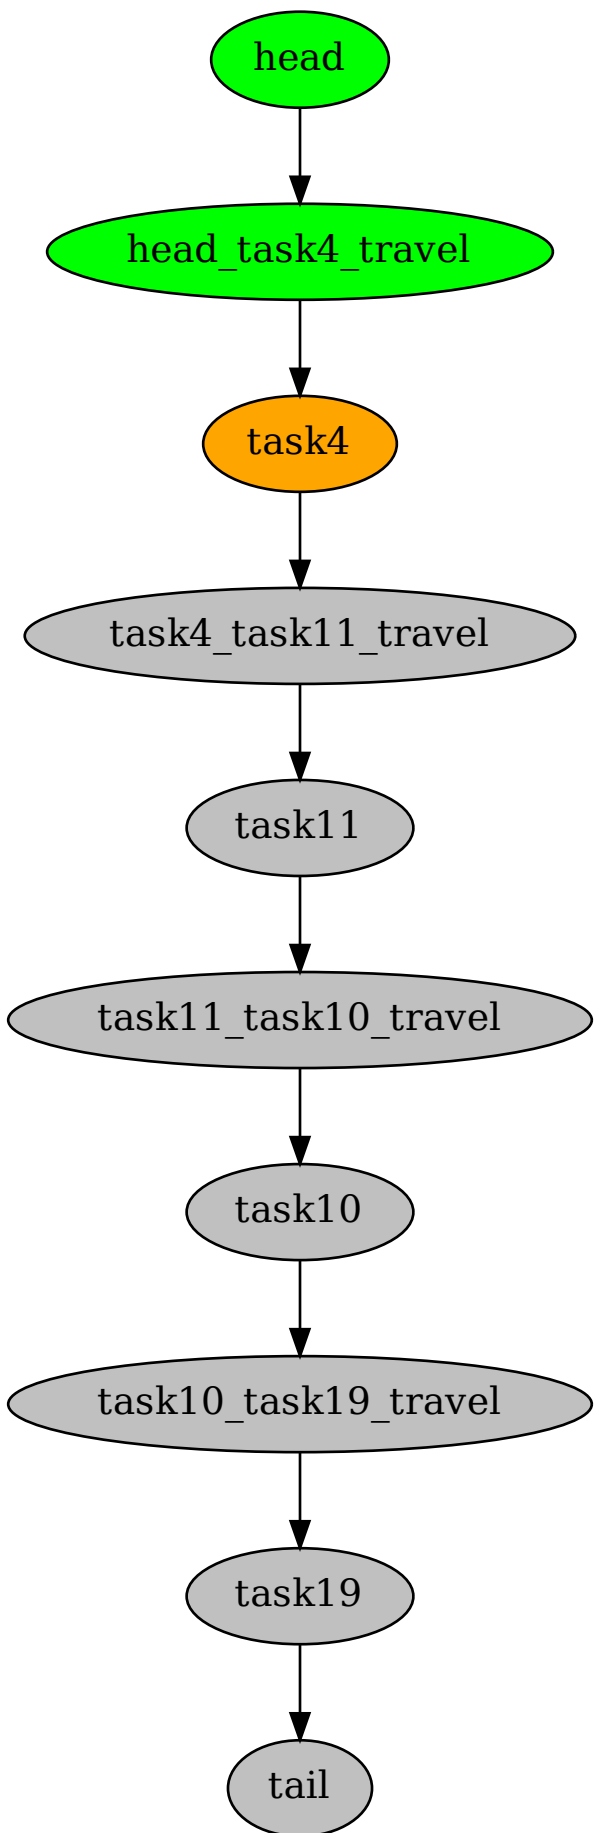 head
head_task4_travel
task4
task4_task11_travel
task11
task11_task10_travel
task10
task10_task19_travel
task19
tail